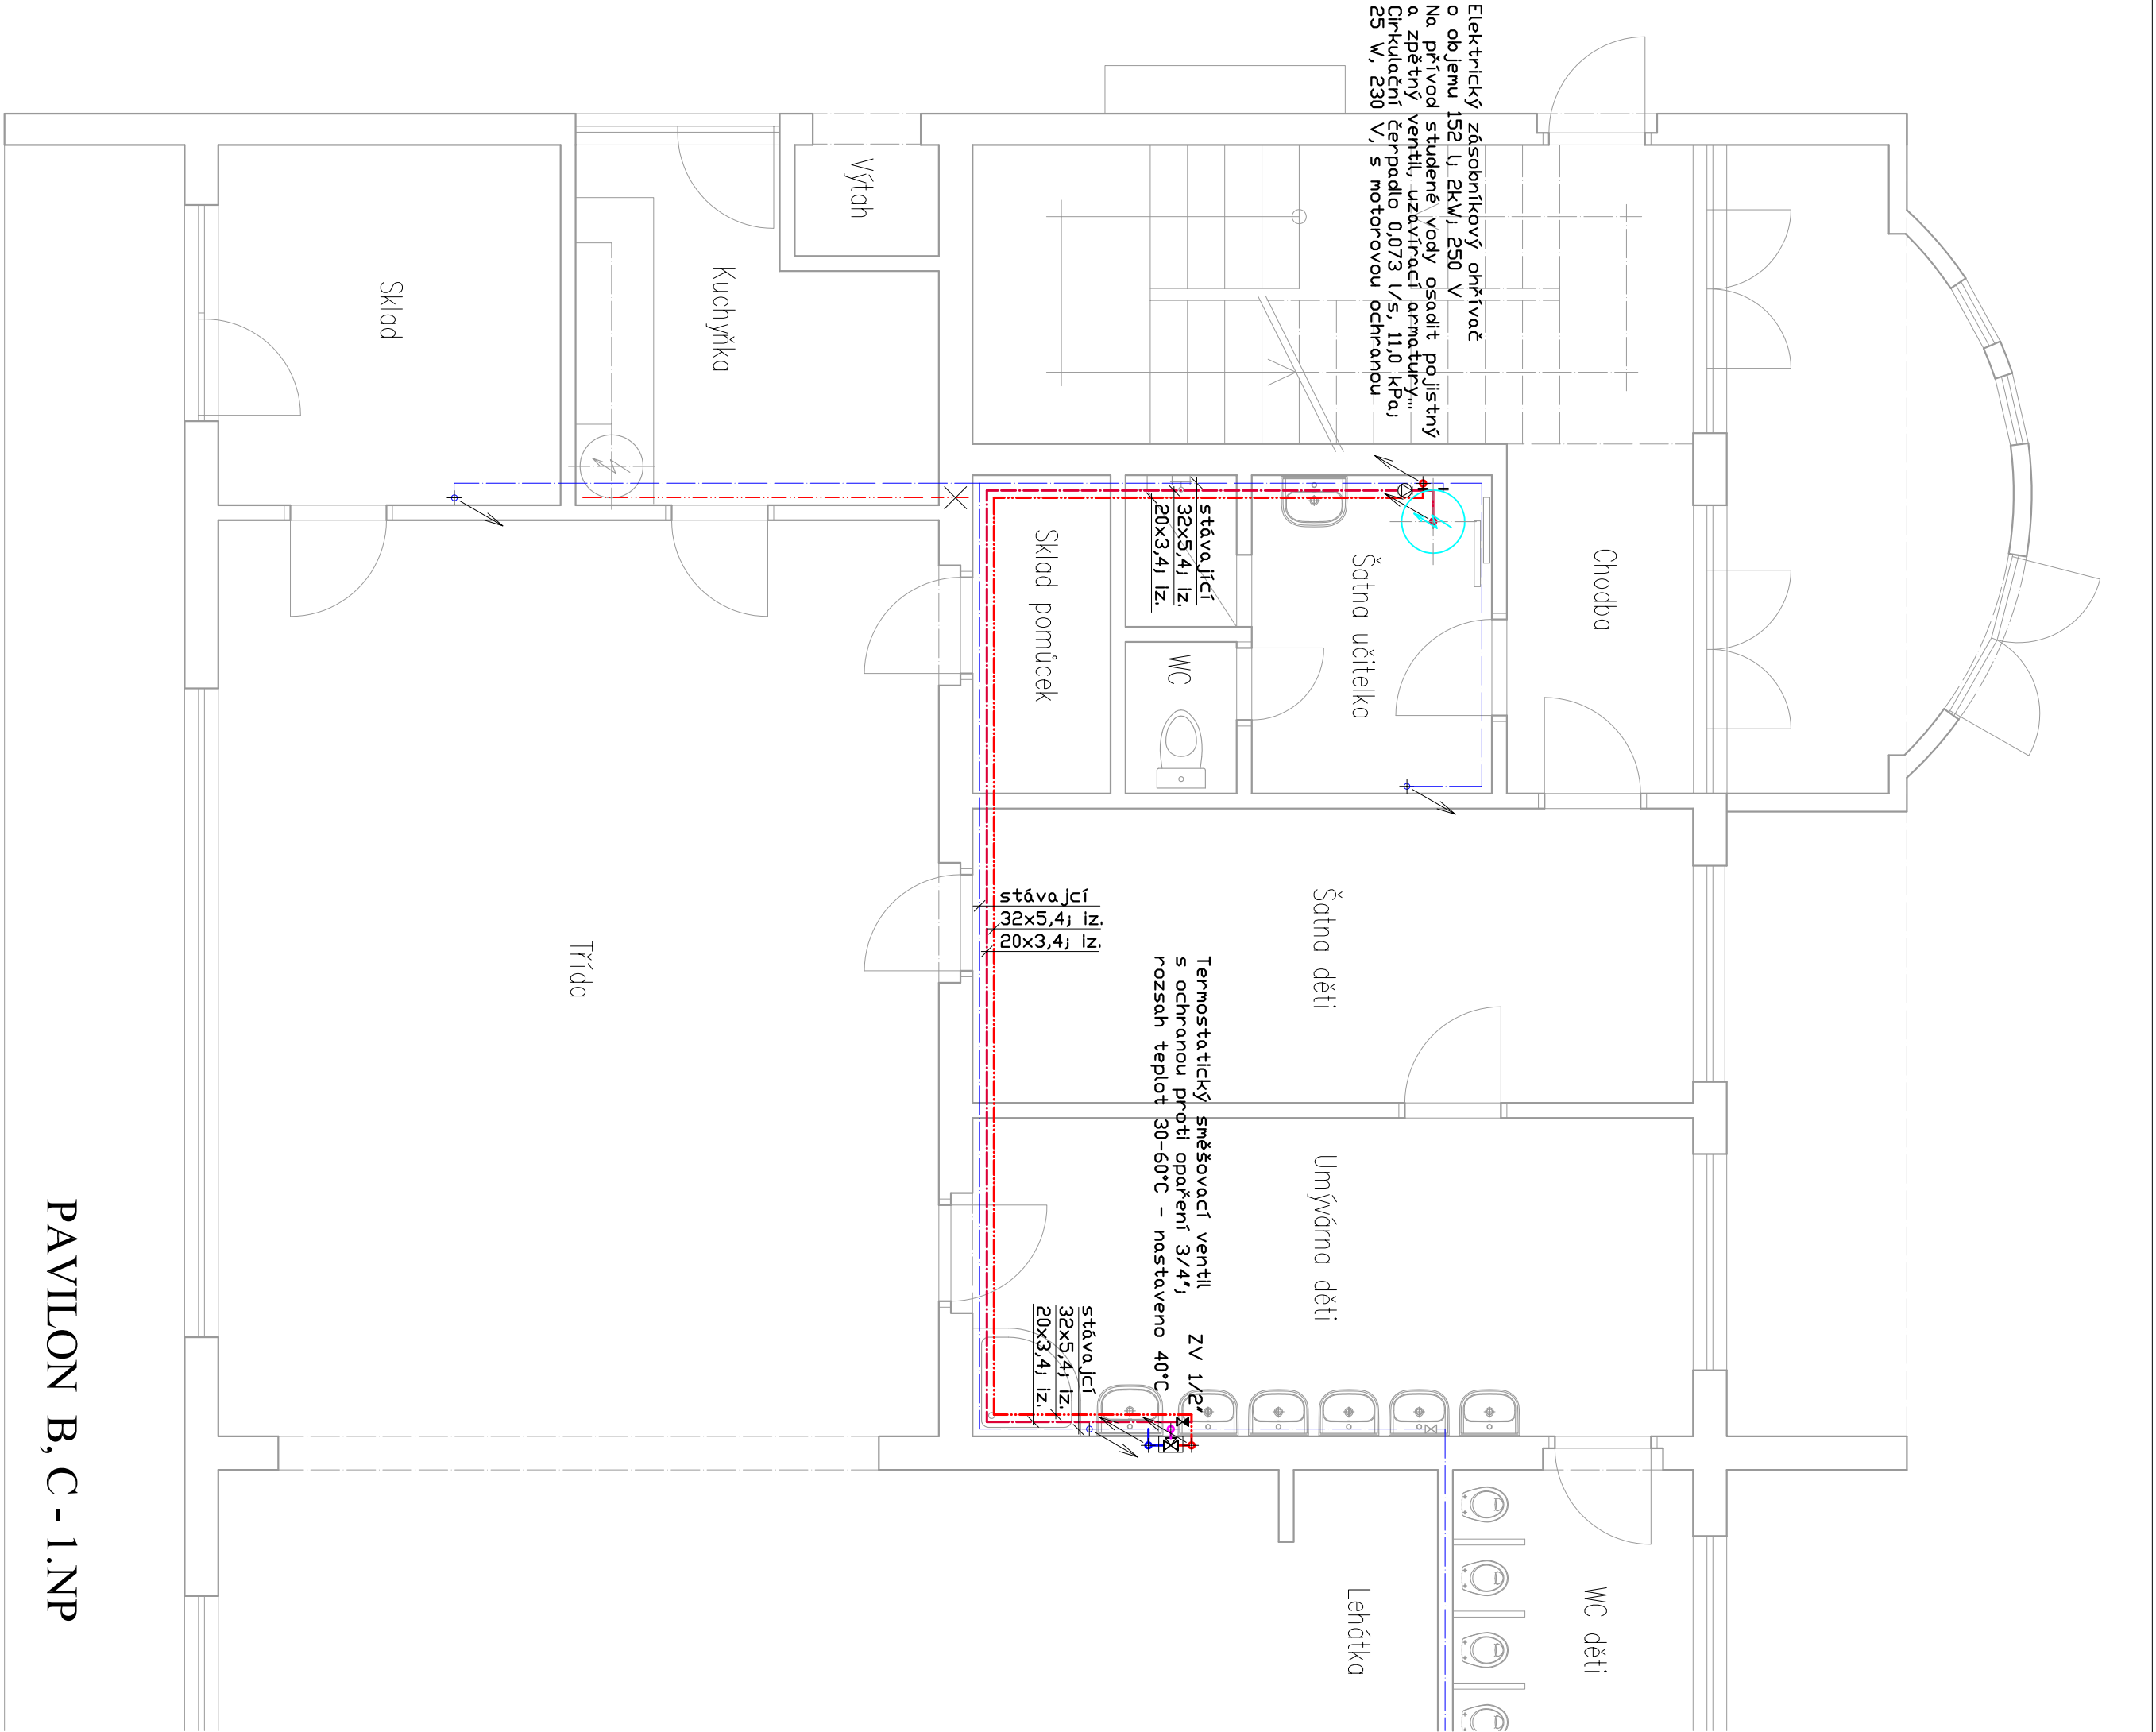 Elektrický zásobníkový ohřívač
o objemu 152 l; 2kW; 250 V
Na přívod studené vody osadit pojistný
a zpětný ventil, uzavírací armatury...
Cirkulační čerpadlo 0,073 l/s, 11,0 kPa;
25 W, 230 V, s motorovou ochranou
Výtah
Kuchyňka
Sklad
Sklad pomůcek
stávající
32x5,4; iz.
20x3,4; iz.
WC
Šatna učitelka
Chodba
stávající
32x5,4; iz.
20x3,4; iz.
Třída
Šatna děti
Termostatický směšovací ventil
s ochranou proti opaření 3/4";
rozsah teplot 30-60°C - nastaveno 40°C
ZV 1/2"
Umývárna děti
stávající
32x5,4; iz.
20x3,4; iz.
Lehátka
WC děti
PAVILON B, C - 1.NP